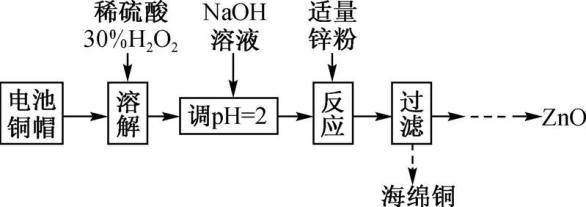 稀硫酸
30%H₂O₂
NaOH
溶液
适量
锌粉
电池
铜帽
溶
解
调pH=2
反
应
过
滤
ZnO
海绵铜